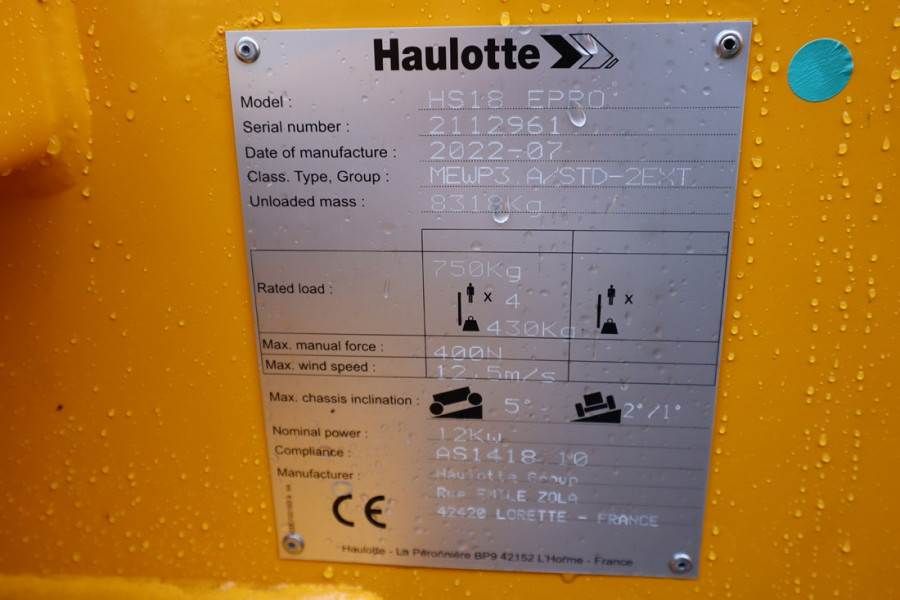 Haulotte
Model : HS18 EPRO
Serial number : 2112961
Date of manufacture : 2022-07
Class. Type, Group : MEWP3 A/STD-2EXT
Unloaded mass : 8318Kg
750Kg
Rated load : x 4 x
430Kg
Max. manual force : 400N
Max. wind speed : 12.5m/s
Max. chassis inclination : 5° 2°/1°
Nominal power : 12Kw
Compliance : AS1418 10
Manufacturer : Haulotte Group
Rue EMILE ZOLA
42420 LORETTE - FRANCE
CE
Haulotte - La Péronnière BP9 42152 L'Horme - France